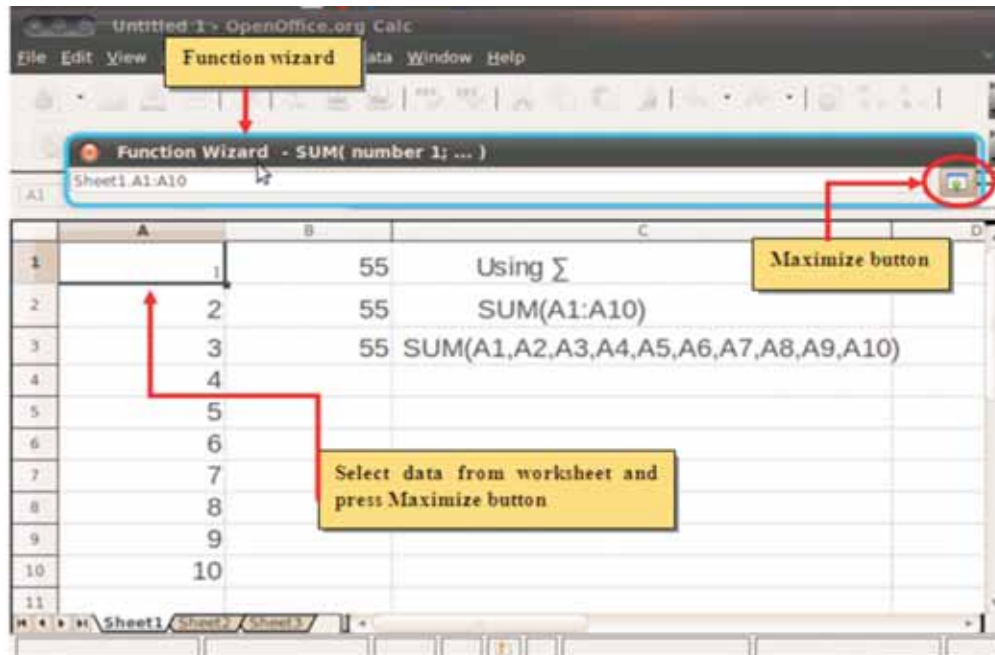 Untitled 1 - OpenOffice.org Calc
File Edit View ata Window Help
Function wizard
Function Wizard - SUM( number 1; ... )
Sheet1.A1:A10
A1
A B C D
1 1 55 Using ∑
Maximize button
2 2 55 SUM(A1:A10)
3 3 55 SUM(A1,A2,A3,A4,A5,A6,A7,A8,A9,A10)
4 4
5 5
6 6
7 7
Select data from worksheet and
press Maximize button
8 8
9 9
10 10
11
Sheet1 Sheet2 Sheet3